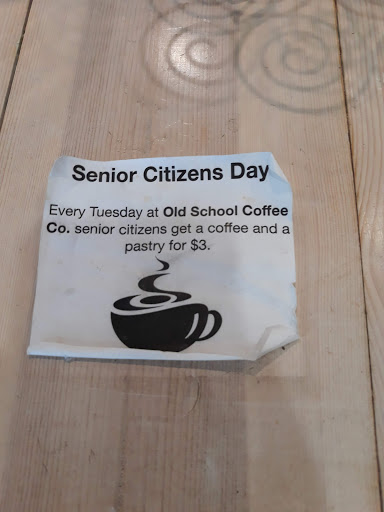 Senior Citizens Day
Every Tuesday at Old School Coffee
Co. senior citizens get a coffee and a
pastry for $3.